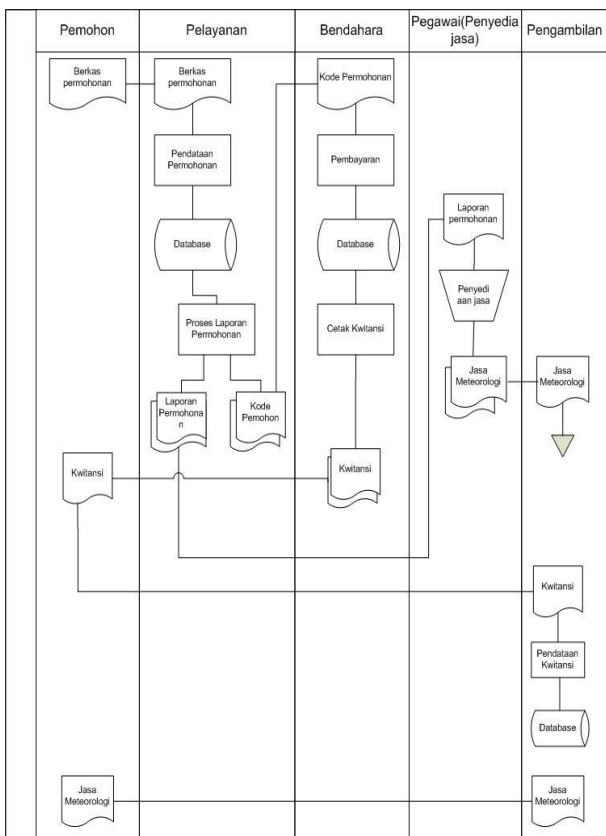 Pemohon
Pelayanan
Bendahara
Pegawai(Penyedia
jasa)
Pengambilan
Berkas
permohonan
Berkas
permohonan
Kode Permohonan
Pendataan
Permohonan
Pembayaran
Laporan
permohonan
Database
Database
Penyedi
aan jasa
Proses Laporan
Permohonan
Cetak Kwitansi
Jasa
Meteorologi
Jasa
Meteorologi
Laporan
Permohona
n
Kode
Pemohon
Kwitansi
Kwitansi
Kwitansi
Pendataan
Kwitansi
Database
Jasa
Meteorologi
Jasa
Meteorologi